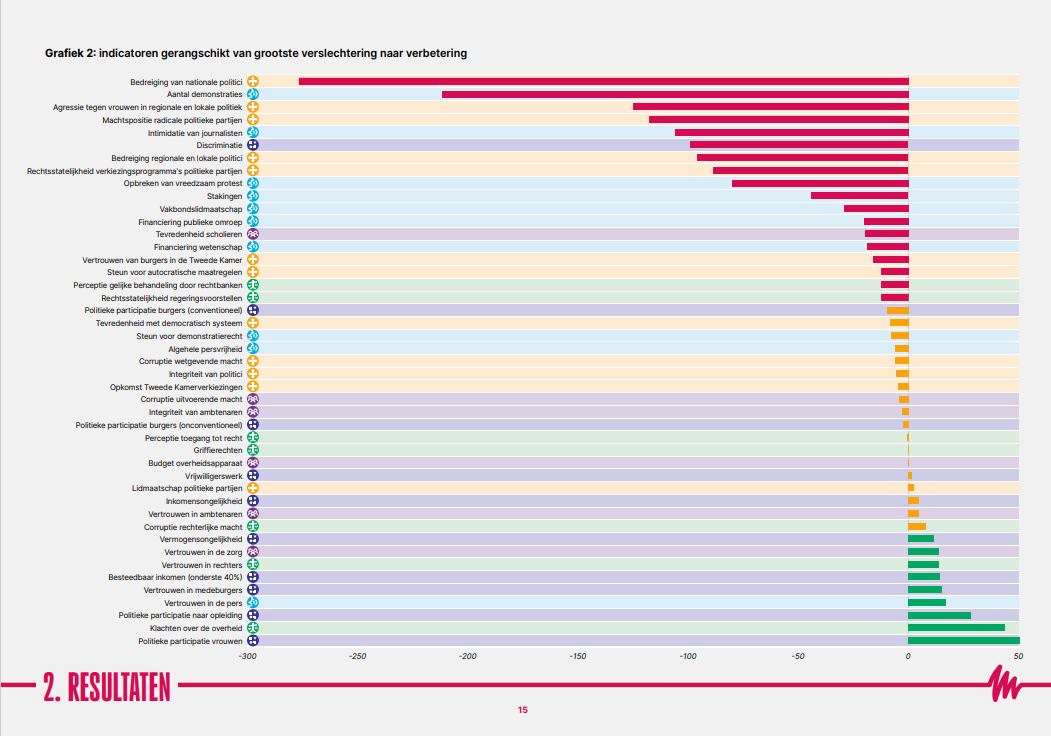 Grafiek 2: indicatoren gerangschikt van grootste verslechtering naar verbetering
Bedreiging van nationale politici
Aantal demonstraties
Agressie tegen vrouwen in regionale en lokale politiek
Machtspositie radicale politieke partijen
Intimidatie van journalisten
Discriminatie
Bedreiging regionale en lokale politici
Rechtsstatelijkheid verkiezingsprogramma's politieke partijen
Opbreken van vreedzaam protest
Stakingen
Vakbondslidmaatschap
Financiering publieke omroep
Tevredenheid scholieren
Financiering wetenschap
Vertrouwen van burgers in de Tweede Kamer
Steun voor autocratische maatregelen
Perceptie gelijke behandeling door rechtbanken
Rechtsstatelijkheid regeringsvoorstellen
Politieke participatie burgers (conventioneel)
Tevredenheid met democratisch systeem
Steun voor demonstratierecht
Algehele persvrijheid
Corruptie wetgevende macht
Integriteit van politici
Opkomst Tweede Kamerverkiezingen
Corruptie uitvoerende macht
Integriteit van ambtenaren
Politieke participatie burgers (onconventioneel)
Perceptie toegang tot recht
Griffierechten
Budget overheidsapparaat
Vrijwilligerswerk
Lidmaatschap politieke partijen
Inkomensongelijkheid
Vertrouwen in ambtenaren
Corruptie rechterlijke macht
Vermogensongelijkheid
Vertrouwen in de zorg
Vertrouwen in rechters
Besteedbaar inkomen (onderste 40%)
Vertrouwen in medeburgers
Vertrouwen in de pers
Politieke participatie naar opleiding
Klachten over de overheid
Politieke participatie vrouwen
-300 -250 -200 -150 -100 -50 0 50
2. RESULTATEN
15